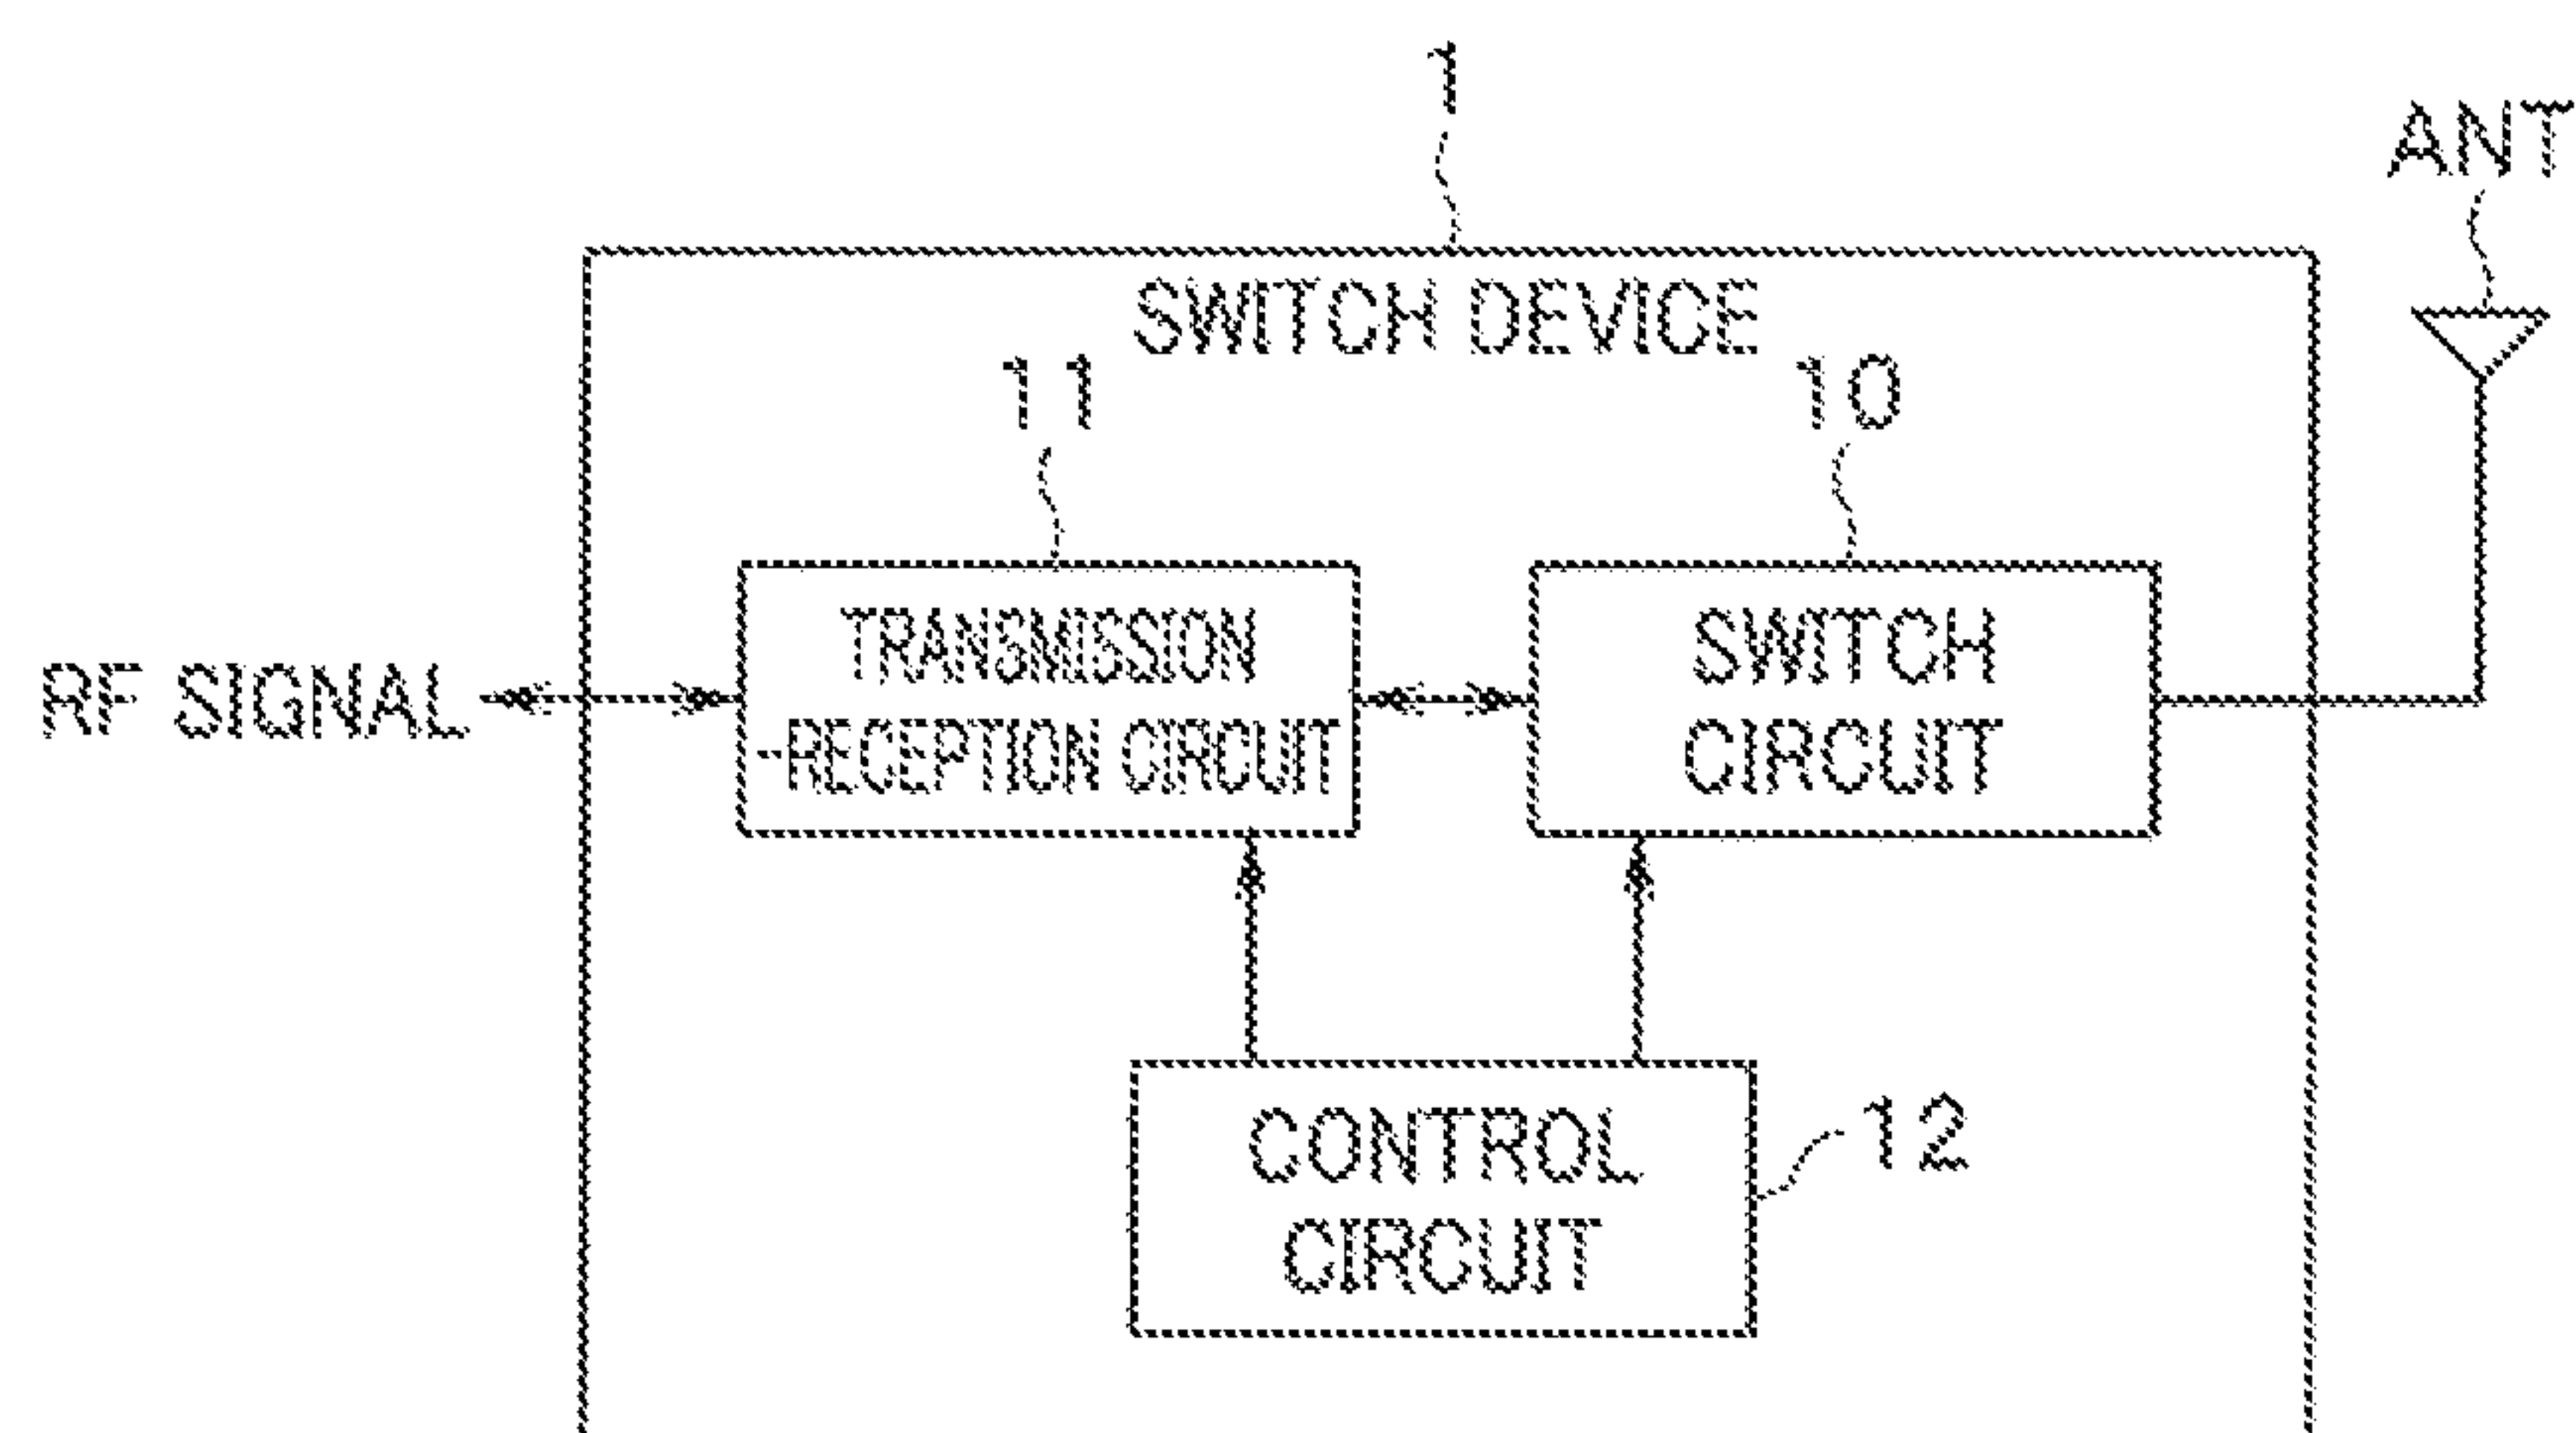 1
ANT
SWITCH DEVICE
11
10
RF SIGNAL
TRANSMISSION
-RECEPTION CIRCUIT
SWITCH
CIRCUIT
CONTROL
CIRCUIT
12